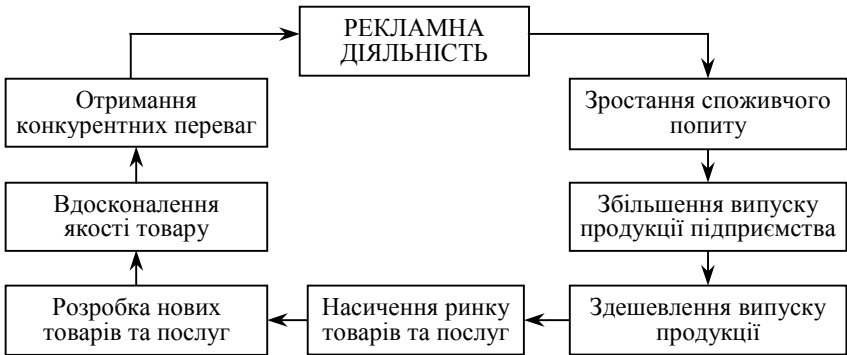 РЕКЛАМНА
ДІЯЛЬНІСТЬ
Зростання споживчого
попиту
Збільшення випуску
продукції підприємства
Здешевлення випуску
продукції
Насичення ринку
товарів та послуг
Розробка нових
товарів та послуг
Вдосконалення
якості товару
Отримання
конкурентних переваг